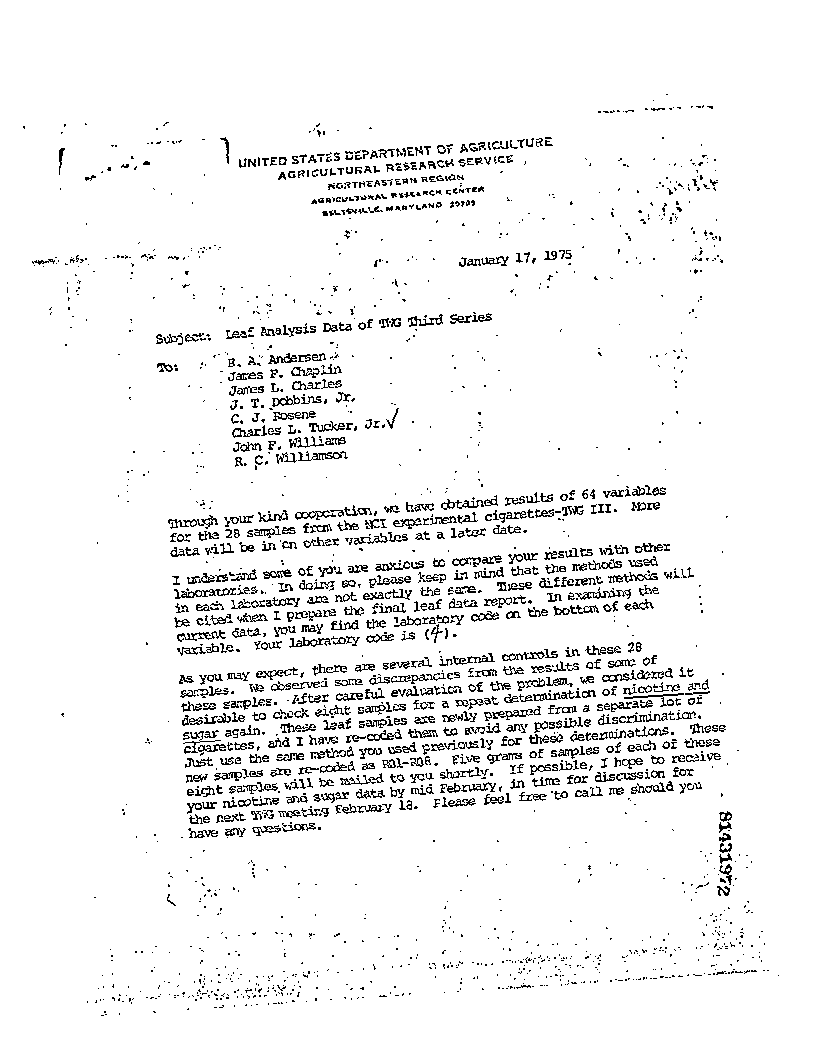 UNITED STATES DEPARTMENT OF AGRICULTURE
AGRICULTURAL RESEARCH SERVICE
NORTHEASTERN REGION
AGRICULTURAL RESEARCH CENTER
BELTSVILLE, MARYLAND 20705
January 17, 1975
Subject: Leaf Analysis Data of TWG Third Series
To: B. A. Andersen
James F. Chaplin
James L. Charles
J. T. Dobbins, Jr.
C. J. Rosene
Charles L. Tucker, Jr. √
John F. Williams
R. C. Williamson
Through your kind cooperation, we have obtained results of 64 variables
for the 28 samples from the NCI experimental cigarettes-TWG III. More
data will be in on other variables at a later date.
I understand some of you are anxious to compare your results with other
laboratories. In doing so, please keep in mind that the methods used
in each laboratory are not exactly the same. These different methods will
be cited when I prepare the final leaf data report. In examining the
current data, you may find the laboratory code on the bottom of each
variable. Your laboratory code is (4).
As you may expect, there are several internal controls in these 28
samples. We observed some discrepancies from the results of some of
these samples. After careful evaluation of the problem, we considered it
desirable to check eight samples for a repeat determination of nicotine and
sugar again. These leaf samples are newly prepared from a separate lot of
cigarettes, and I have re-coded them to avoid any possible discrimination.
Just use the same method you used previously for these determinations. These
new samples are re-coded as R01-R08. Five grams of samples of each of these
eight samples will be mailed to you shortly. If possible, I hope to receive
your nicotine and sugar data by mid February, in time for discussion for
the next TWG meeting February 18. Please feel free to call me should you
have any questions.
81431972